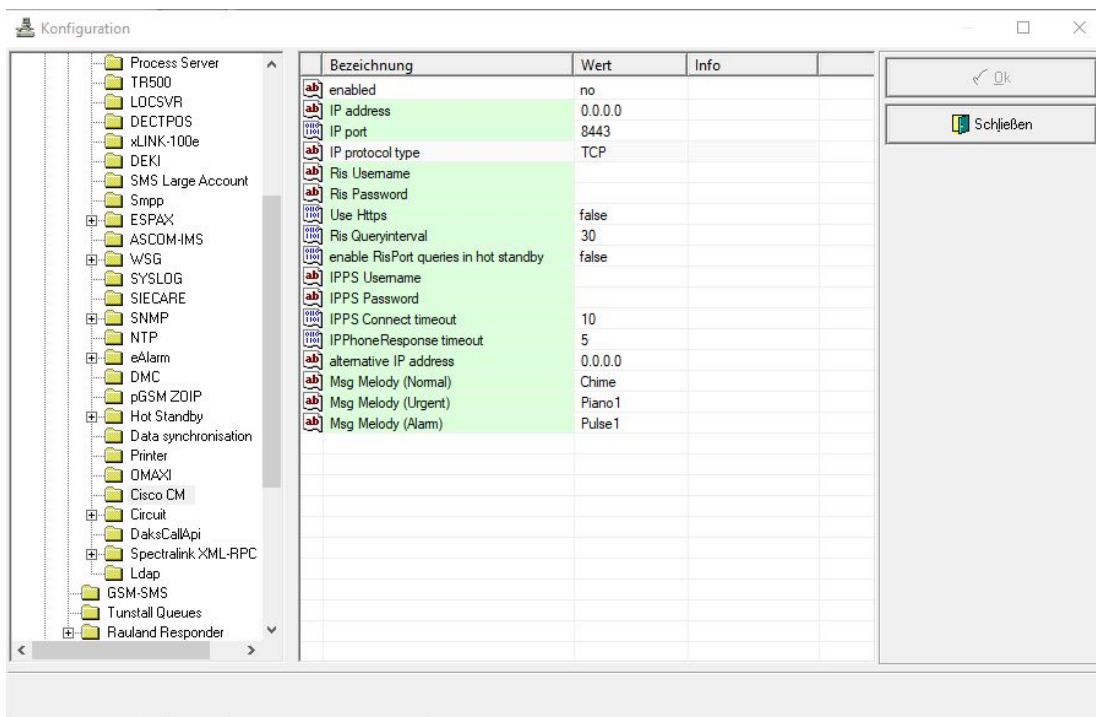 Konfiguration
Process Server
TR500
LOCSVR
DECTPOS
xLINK-100e
DEKI
SMS Large Account
Smpp
ESPAX
ASCOM-IMS
WSG
SYSLOG
SIECARE
SNMP
NTP
eAlarm
DMC
pGSM ZOIP
Hot Standby
Data synchronisation
Printer
OMAXI
Cisco CM
Circuit
DaksCallApi
Spectralink XML-RPC
Ldap
GSM-SMS
Tunstall Queues
Rauland Responder
Bezeichnung Wert Info
enabled no
IP address 0.0.0.0
IP port 8443
IP protocol type TCP
Ris Username
Ris Password
Use Https false
Ris Queryinterval 30
enable RisPort queries in hot standby false
IPPS Username
IPPS Password
IPPS Connect timeout 10
IPPhoneResponse timeout 5
alternative IP address 0.0.0.0
Msg Melody (Normal) Chime
Msg Melody (Urgent) Piano1
Msg Melody (Alarm) Pulse1
Ok
Schließen